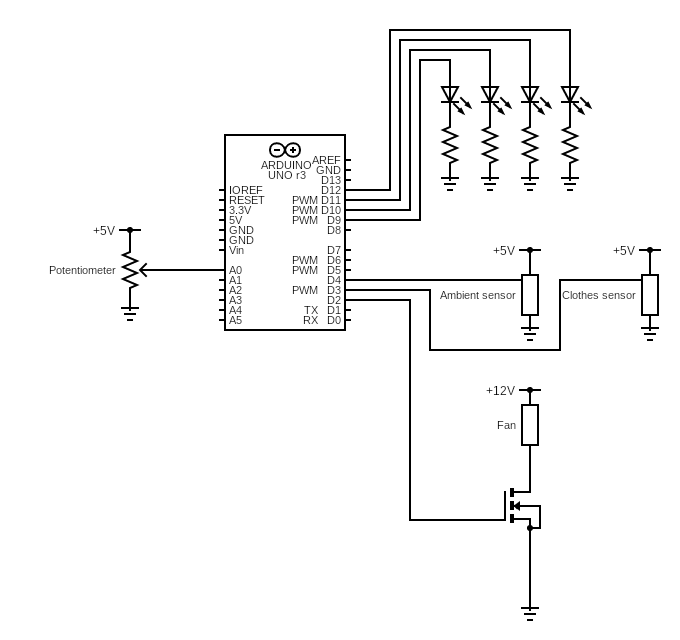 ARDUINO
UNO r3
AREF
GND
D13
D12
IOREF
RESET
PWM D11
3.3V
PWM D10
5V
PWM D9
GND
D8
GND
Vin
D7
PWM D6
A0
PWM D5
A1
D4
A2
PWM D3
A3
D2
A4
TX D1
A5
RX D0
+5V
Potentiometer
+5V
Ambient sensor
+5V
Clothes sensor
+12V
Fan